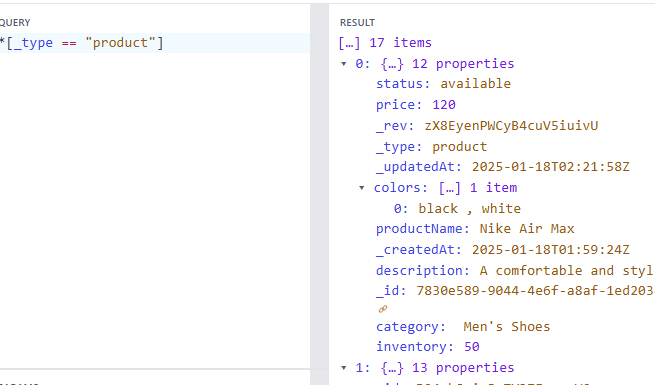 QUERY
*[_type == "product"]
RESULT
[…] 17 items
0: {…} 12 properties
status: available
price: 120
_rev: zX8EyenPWCyB4cuV5iuivU
_type: product
_updatedAt: 2025-01-18T02:21:58Z
colors: […] 1 item
0: black , white
productName: Nike Air Max
_createdAt: 2025-01-18T01:59:24Z
description: A comfortable and styl
_id: 7830e589-9044-4e6f-a8af-1ed203
category: Men's Shoes
inventory: 50
1: {…} 13 properties